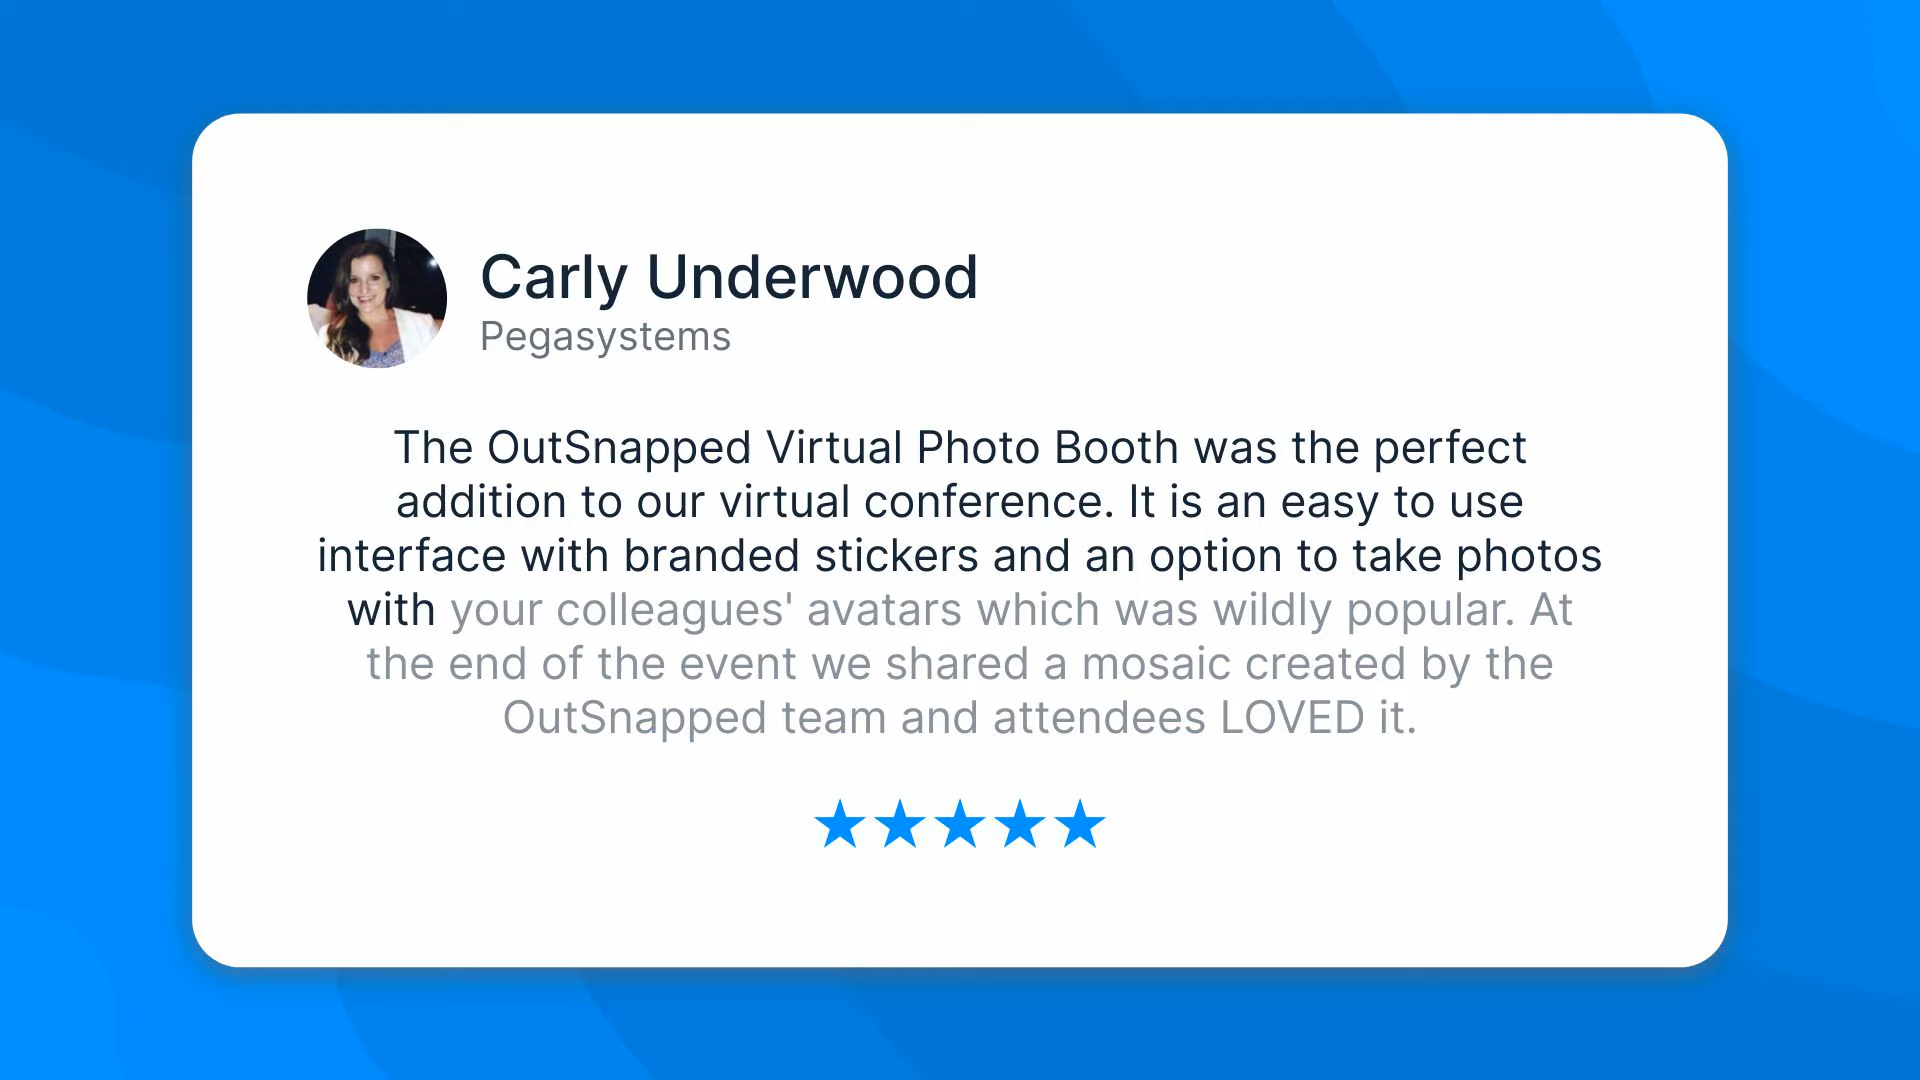 Carly Underwood
Pegasystems
The OutSnapped Virtual Photo Booth was the perfect
addition to our virtual conference. It is an easy to use
interface with branded stickers and an option to take photos
with your colleagues' avatars which was wildly popular. At
the end of the event we shared a mosaic created by the
OutSnapped team and attendees LOVED it.